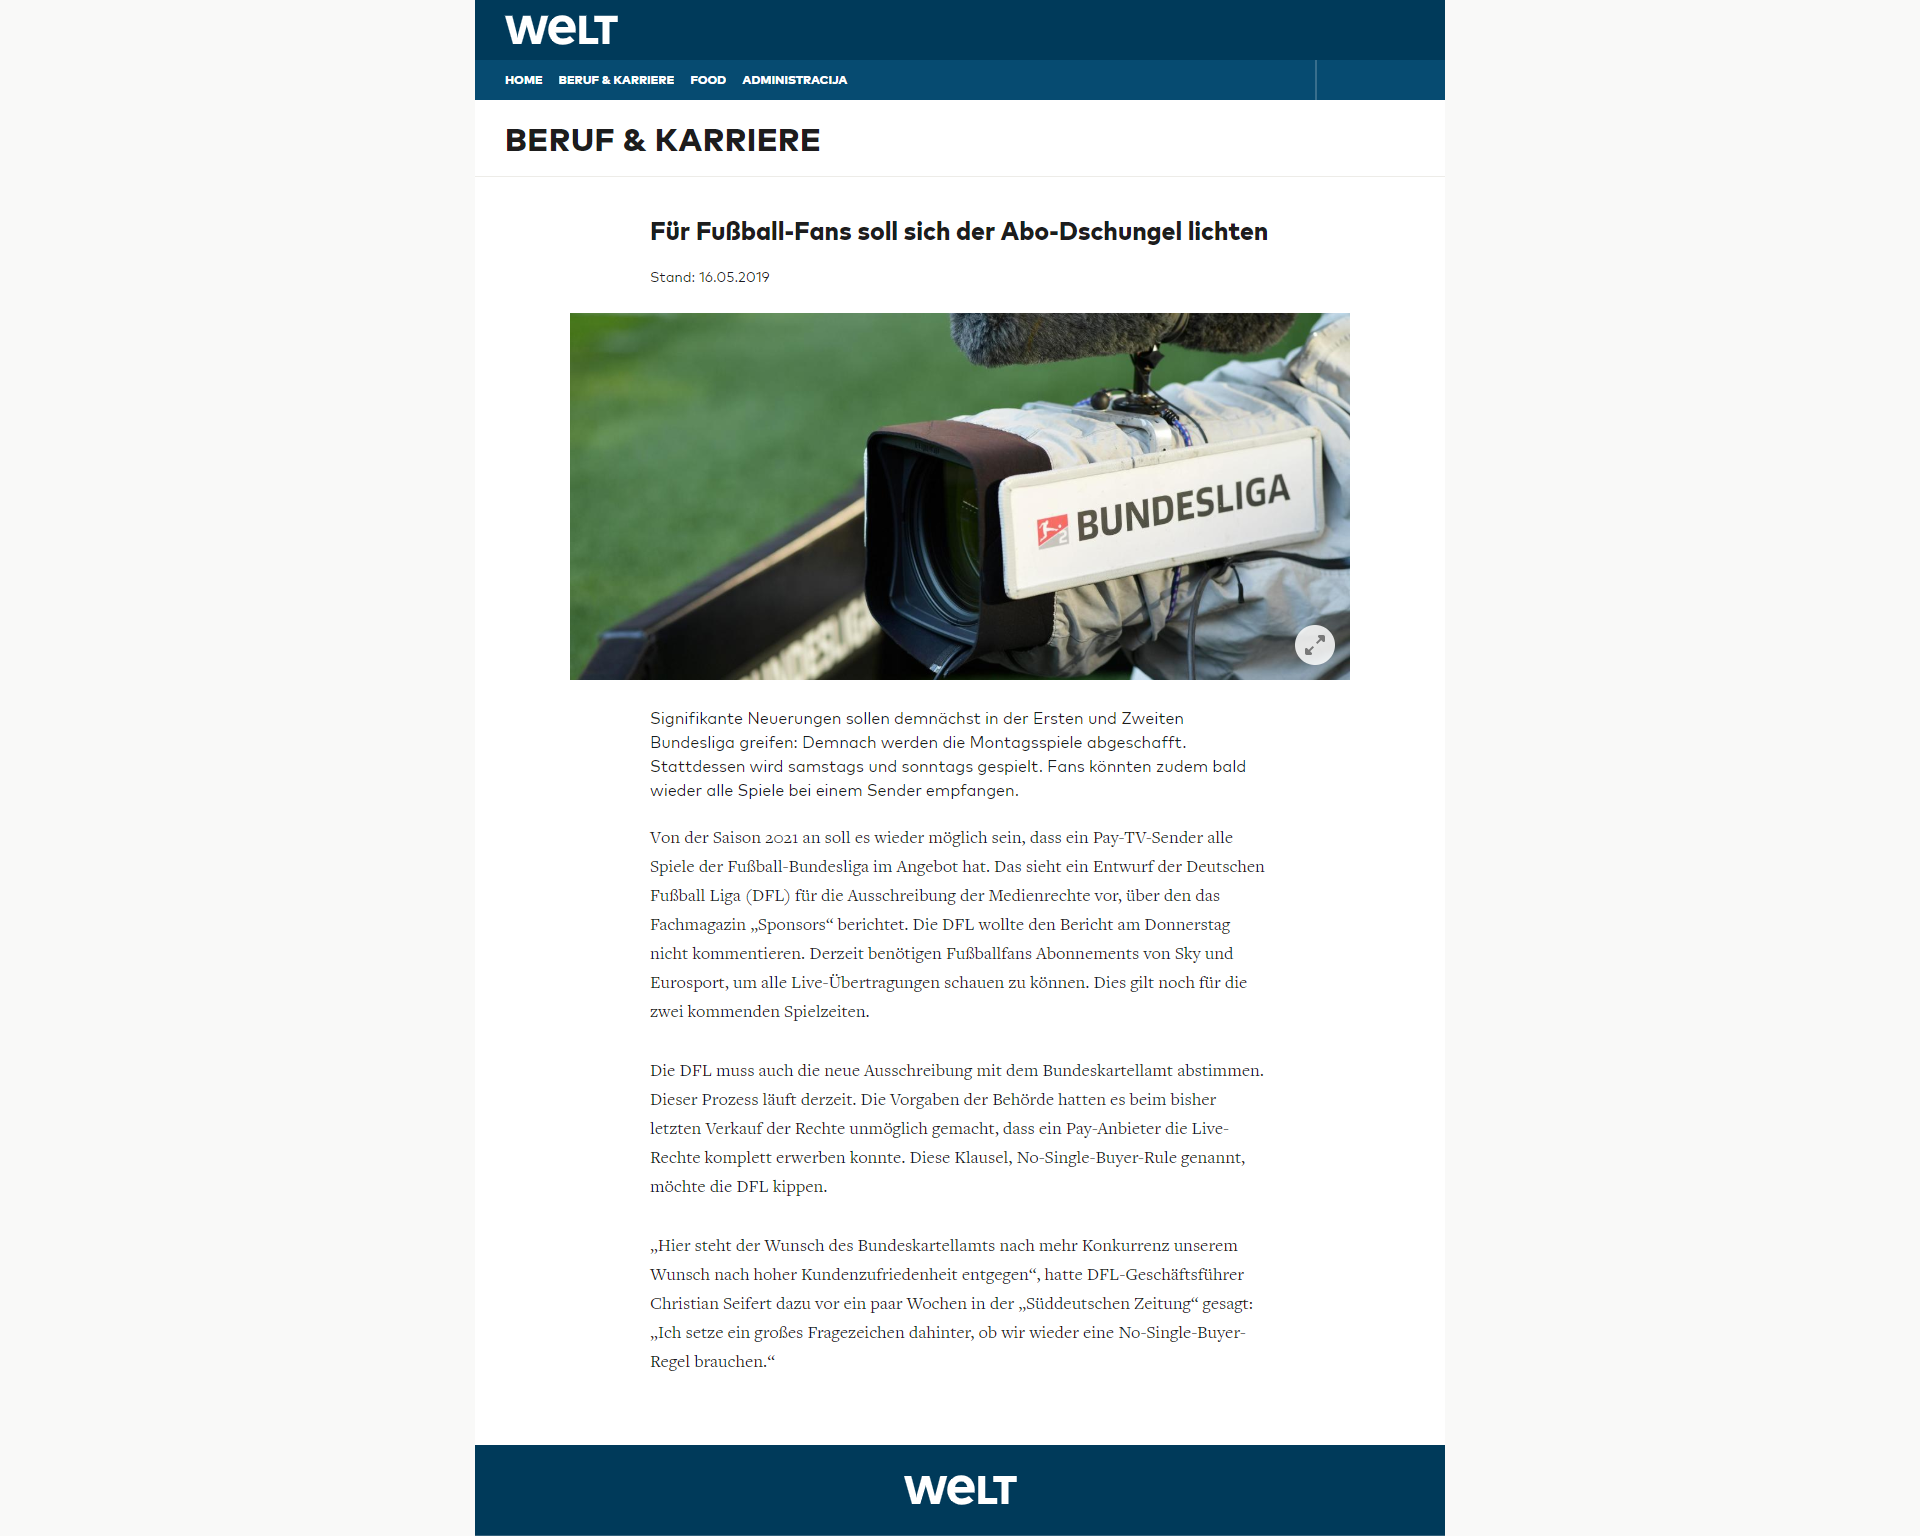 WELT
HOME BERUF & KARRIERE FOOD ADMINISTRACIJA
BERUF & KARRIERE
Für Fußball-Fans soll sich der Abo-Dschungel lichten
Stand: 16.05.2019
2 BUNDESLIGA
BUNDESLIGA
Signifikante Neuerungen sollen demnächst in der Ersten und Zweiten
Bundesliga greifen: Demnach werden die Montagsspiele abgeschafft.
Stattdessen wird samstags und sonntags gespielt. Fans könnten zudem bald
wieder alle Spiele bei einem Sender empfangen.
Von der Saison 2021 an soll es wieder möglich sein, dass ein Pay-TV-Sender alle
Spiele der Fußball-Bundesliga im Angebot hat. Das sieht ein Entwurf der Deutschen
Fußball Liga (DFL) für die Ausschreibung der Medienrechte vor, über den das
Fachmagazin „Sponsors“ berichtet. Die DFL wollte den Bericht am Donnerstag
nicht kommentieren. Derzeit benötigen Fußballfans Abonnements von Sky und
Eurosport, um alle Live-Übertragungen schauen zu können. Dies gilt noch für die
zwei kommenden Spielzeiten.
Die DFL muss auch die neue Ausschreibung mit dem Bundeskartellamt abstimmen.
Dieser Prozess läuft derzeit. Die Vorgaben der Behörde hatten es beim bisher
letzten Verkauf der Rechte unmöglich gemacht, dass ein Pay-Anbieter die Live-
Rechte komplett erwerben konnte. Diese Klausel, No-Single-Buyer-Rule genannt,
möchte die DFL kippen.
„Hier steht der Wunsch des Bundeskartellamts nach mehr Konkurrenz unserem
Wunsch nach hoher Kundenzufriedenheit entgegen“, hatte DFL-Geschäftsführer
Christian Seifert dazu vor ein paar Wochen in der „Süddeutschen Zeitung“ gesagt:
„Ich setze ein großes Fragezeichen dahinter, ob wir wieder eine No-Single-Buyer-
Regel brauchen.“
WELT